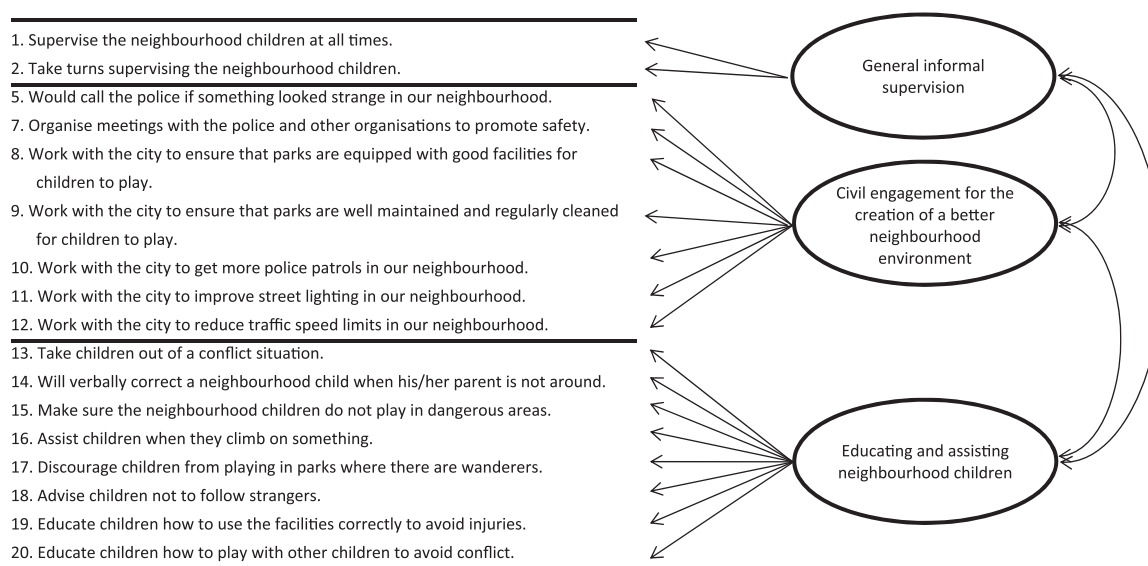 1. Supervise the neighbourhood children at all times.
2. Take turns supervising the neighbourhood children.
5. Would call the police if something looked strange in our neighbourhood.
7. Organise meetings with the police and other organisations to promote safety.
8. Work with the city to ensure that parks are equipped with good facilities for
children to play.
9. Work with the city to ensure that parks are well maintained and regularly cleaned
for children to play.
10. Work with the city to get more police patrols in our neighbourhood.
11. Work with the city to improve street lighting in our neighbourhood.
12. Work with the city to reduce traffic speed limits in our neighbourhood.
13. Take children out of a conflict situation.
14. Will verbally correct a neighbourhood child when his/her parent is not around.
15. Make sure the neighbourhood children do not play in dangerous areas.
16. Assist children when they climb on something.
17. Discourage children from playing in parks where there are wanderers.
18. Advise children not to follow strangers.
19. Educate children how to use the facilities correctly to avoid injuries.
20. Educate children how to play with other children to avoid conflict.
General informal
supervision
Civil engagement for the
creation of a better
neighbourhood
environment
Educating and assisting
neighbourhood children